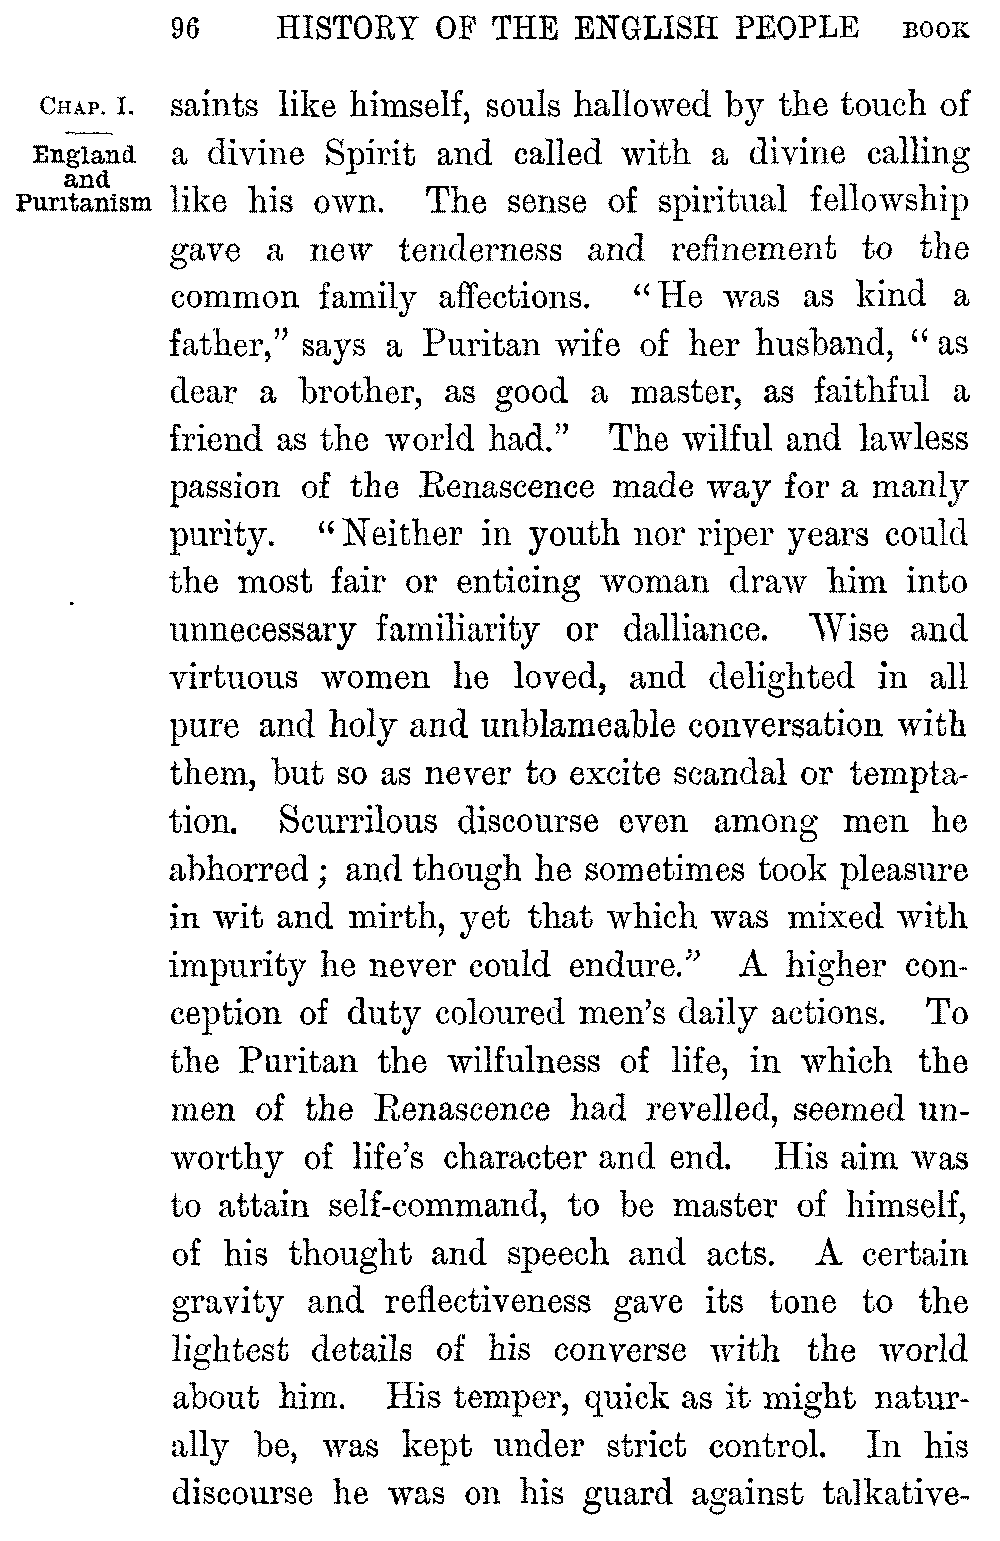 96 HISTORY OF THE ENGLISH PEOPLE BOOK
CHAP. I.
England
and
Puritanism
saints like himself, souls hallowed by the touch of
a divine Spirit and called with a divine calling
like his own. The sense of spiritual fellowship
gave a new tenderness and refinement to the
common family affections. "He was as kind a
father," says a Puritan wife of her husband, "as
dear a brother, as good a master, as faithful a
friend as the world had." The wilful and lawless
passion of the Renascence made way for a manly
purity. "Neither in youth nor riper years could
the most fair or enticing woman draw him into
unnecessary familiarity or dalliance. Wise and
virtuous women he loved, and delighted in all
pure and holy and unblameable conversation with
them, but so as never to excite scandal or tempta-
tion. Scurrilous discourse even among men he
abhorred; and though he sometimes took pleasure
in wit and mirth, yet that which was mixed with
impurity he never could endure." A higher con-
ception of duty coloured men's daily actions. To
the Puritan the wilfulness of life, in which the
men of the Renascence had revelled, seemed un-
worthy of life's character and end. His aim was
to attain self-command, to be master of himself,
of his thought and speech and acts. A certain
gravity and reflectiveness gave its tone to the
lightest details of his converse with the world
about him. His temper, quick as it might natur-
ally be, was kept under strict control. In his
discourse he was on his guard against talkative-